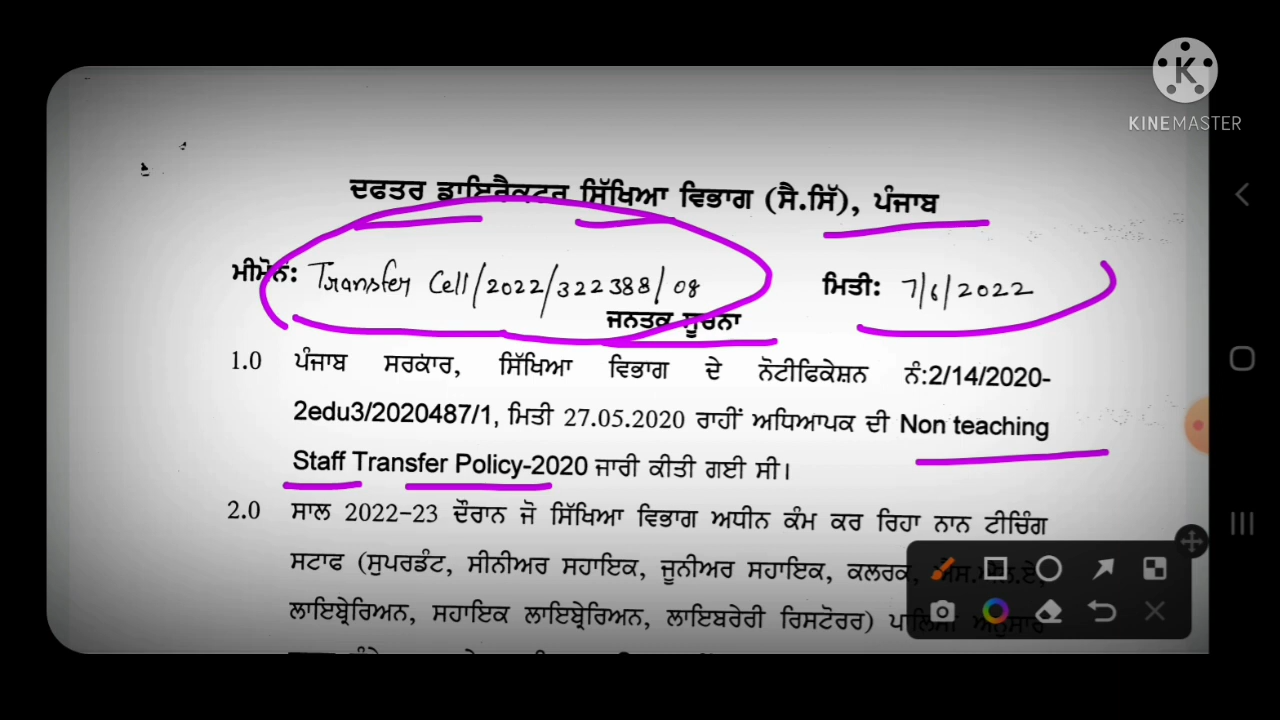 KINEMASTER
ਦਫਤਰ ਡਾਇਰੈਕਟਰ ਸਿੱਖਿਆ ਵਿਭਾਗ (ਸੈ.ਸਿੱ), ਪੰਜਾਬ
ਮੀਮੋਨੰ: Transfer Cell/2022/322388/08 ਮਿਤੀ: 7/6/2022
ਜਨਤਕ ਸੂਚਨਾ
1.0 ਪੰਜਾਬ ਸਰਕਾਰ, ਸਿੱਖਿਆ ਵਿਭਾਗ ਦੇ ਨੋਟੀਫਿਕੇਸ਼ਨ ਨੰ:2/14/2020-
2edu3/2020487/1, ਮਿਤੀ 27.05.2020 ਰਾਹੀਂ ਅਧਿਆਪਕ ਦੀ Non teaching
Staff Transfer Policy-2020 ਜਾਰੀ ਕੀਤੀ ਗਈ ਸੀ।
2.0 ਸਾਲ 2022-23 ਦੌਰਾਨ ਜੋ ਸਿੱਖਿਆ ਵਿਭਾਗ ਅਧੀਨ ਕੰਮ ਕਰ ਰਿਹਾ ਨਾਨ ਟੀਚਿੰਗ
ਸਟਾਫ (ਸੁਪਰਡੰਟ, ਸੀਨੀਅਰ ਸਹਾਇਕ, ਜੂਨੀਅਰ ਸਹਾਇਕ, ਕਲਰਕ, ਐਸ.ਐਲ.ਏ,
ਲਾਇਬ੍ਰੇਰਿਅਨ, ਸਹਾਇਕ ਲਾਇਬ੍ਰੇਰਿਅਨ, ਲਾਇਬਰੇਰੀ ਰਿਸਟੋਰਰ) ਪਾਲਿਸੀ ਅਨੁਸਾਰ